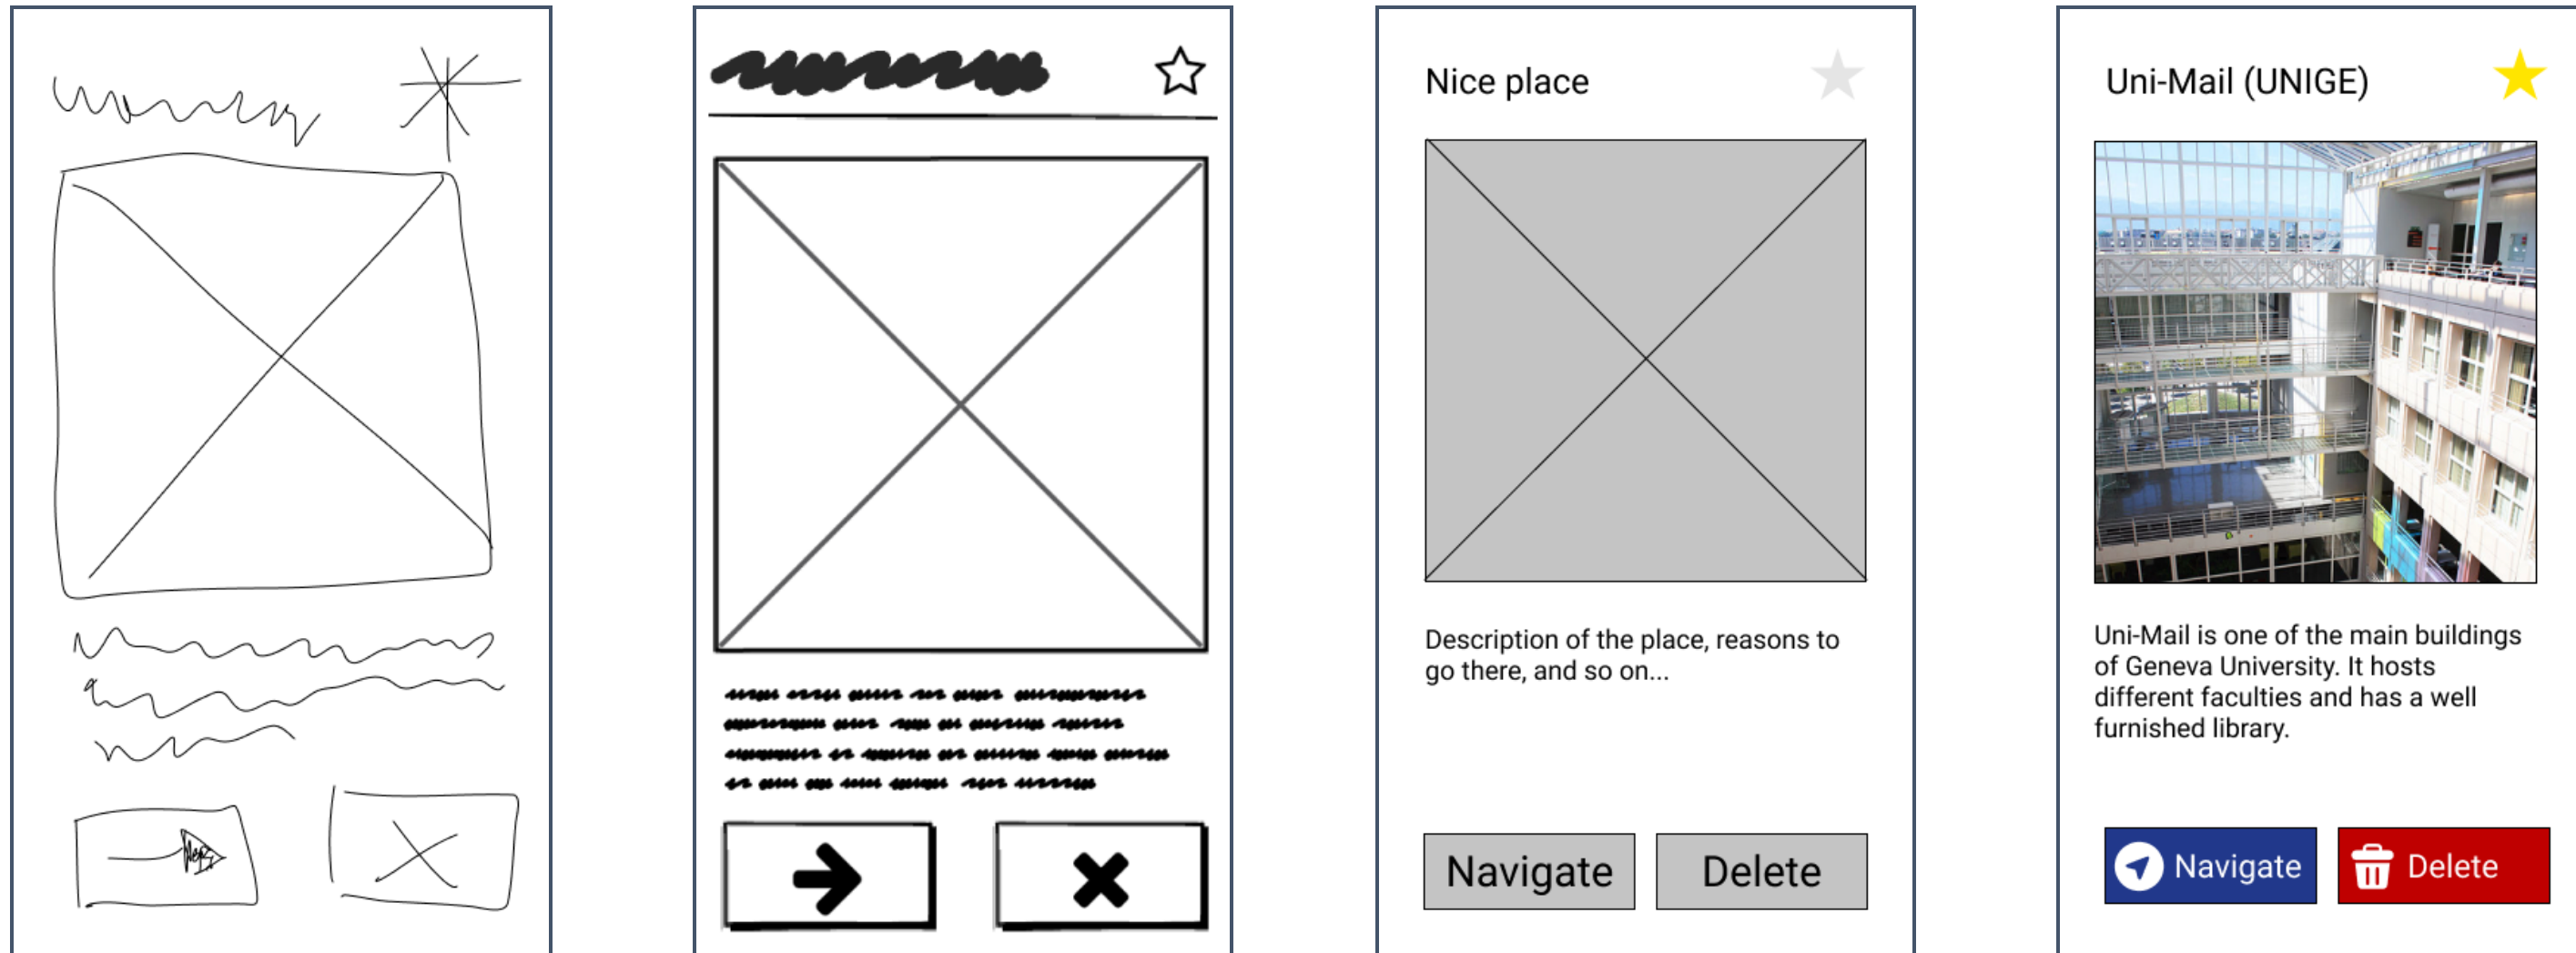 Nice place
Description of the place, reasons to
go there, and so on...
Navigate
Delete
Uni-Mail (UNIGE)
Uni-Mail is one of the main buildings
of Geneva University. It hosts
different faculties and has a well
furnished library.
Navigate
Delete